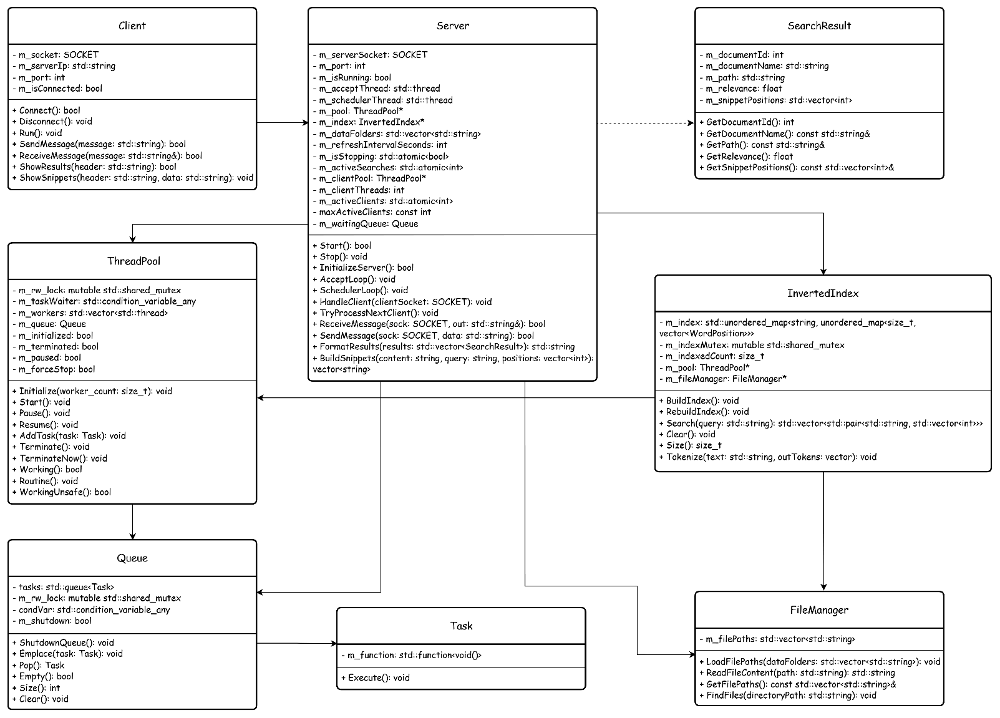 Client
- m_socket: SOCKET
- m_serverIp: std::string
- m_port: int
- m_isConnected: bool
+ Connect(): bool
+ Disconnect(): void
+ Run(): void
+ SendMessage(message: std::string): bool
+ ReceiveMessage(message: std::string&): bool
+ ShowResults(header: std::string): bool
+ ShowSnippets(header: std::string, data: std::string): void
Server
- m_serverSocket: SOCKET
- m_port: int
- m_isRunning: bool
- m_acceptThread: std::thread
- m_schedulerThread: std::thread
- m_pool: ThreadPool*
- m_index: InvertedIndex*
- m_dataFolders: std::vector<std::string>
- m_refreshIntervalSeconds: int
- m_isStopping: std::atomic<bool>
- m_activeSearches: std::atomic<int>
- m_clientPool: ThreadPool*
- m_clientThreads: int
- m_activeClients: std::atomic<int>
- maxActiveClients: const int
- m_waitingQueue: Queue
+ Start(): bool
+ Stop(): void
+ InitializeServer(): bool
+ AcceptLoop(): void
+ SchedulerLoop(): void
+ HandleClient(clientSocket: SOCKET): void
+ TryProcessNextClient(): void
+ ReceiveMessage(sock: SOCKET, out: std::string&): bool
+ SendMessage(sock: SOCKET, data: std::string): bool
+ FormatResults(results: std::vector<SearchResult>): std::string
+ BuildSnippets(content: string, query: string, positions: vector<int>):
vector<string>
SearchResult
- m_documentId: int
- m_documentName: std::string
- m_path: std::string
- m_relevance: float
- m_snippetPositions: std::vector<int>
+ GetDocumentId(): int
+ GetDocumentName(): const std::string&
+ GetPath(): const std::string&
+ GetRelevance(): float
+ GetSnippetPositions(): const std::vector<int>&
ThreadPool
- m_rw_lock: mutable std::shared_mutex
- m_taskWaiter: std::condition_variable_any
- m_workers: std::vector<std::thread>
- m_queue: Queue
- m_initialized: bool
- m_terminated: bool
- m_paused: bool
- m_forceStop: bool
+ Initialize(worker_count: size_t): void
+ Start(): void
+ Pause(): void
+ Resume(): void
+ AddTask(task: Task): void
+ Terminate(): void
+ TerminateNow(): void
+ Working(): bool
+ Routine(): void
+ WorkingUnsafe(): bool
InvertedIndex
- m_index: std::unordered_map<string, unordered_map<size_t,
vector<WordPosition>>>
- m_indexMutex: mutable std::shared_mutex
- m_indexedCount: size_t
- m_pool: ThreadPool*
- m_fileManager: FileManager*
+ BuildIndex(): void
+ RebuildIndex(): void
+ Search(query: std::string): std::vector<std::pair<std::string, std::vector<int>>>
+ Clear(): void
+ Size(): size_t
+ Tokenize(text: std::string, outTokens: vector): void
Queue
- tasks: std::queue<Task>
- m_rw_lock: mutable std::shared_mutex
- condVar: std::condition_variable_any
- m_shutdown: bool
+ ShutdownQueue(): void
+ Emplace(task: Task): void
+ Pop(): Task
+ Empty(): bool
+ Size(): int
+ Clear(): void
Task
- m_function: std::function<void()>
+ Execute(): void
FileManager
- m_filePaths: std::vector<std::string>
+ LoadFilePaths(dataFolders: std::vector<std::string>): void
+ ReadFileContent(path: std::string): std::string
+ GetFilePaths(): const std::vector<std::string>&
+ FindFiles(directoryPath: std::string): void